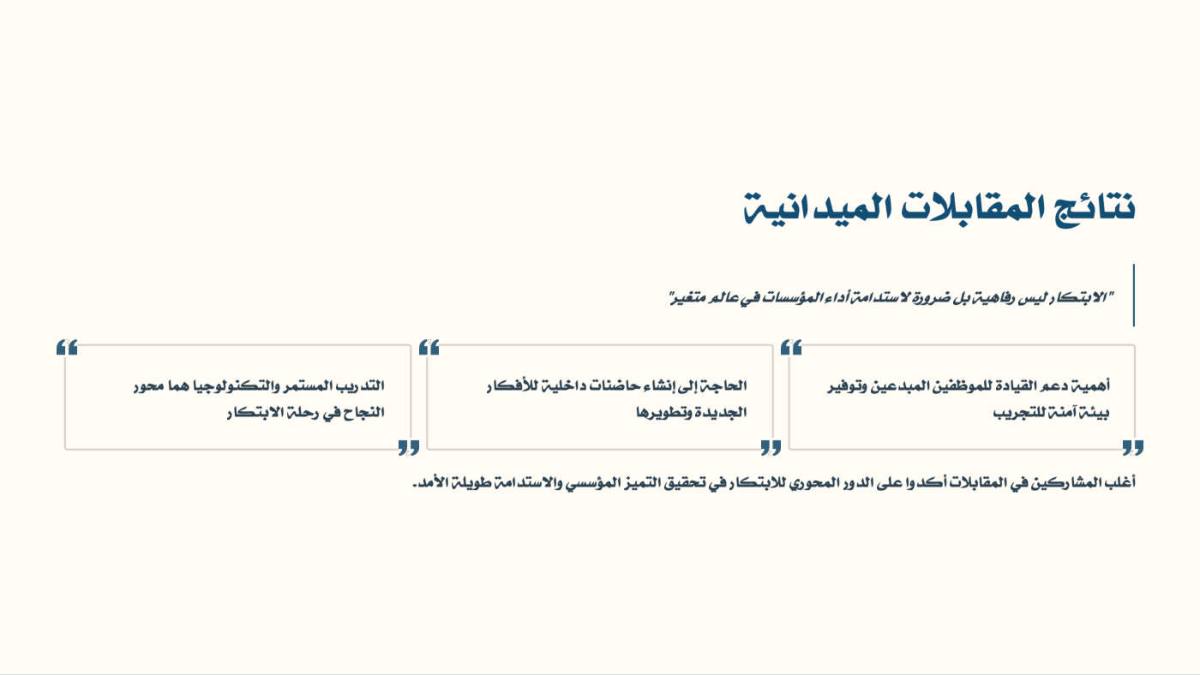 نتائج المقابلات الميدانية
"الابتكار ليس رفاهية بل ضرورة لاستدامة أداء المؤسسات في عالم متغير"
أهمية دعم القيادة للموظفين المبدعين وتوفير
بيئة آمنة للتجريب
الحاجة إلى إنشاء حاضنات داخلية للأفكار
الجديدة وتطويرها
التدريب المستمر والتكنولوجيا هما محور
النجاح في رحلة الابتكار
أغلب المشاركين في المقابلات أكدوا على الدور المحوري للابتكار في تحقيق التميز المؤسسي والاستدامة طويلة الأمد.